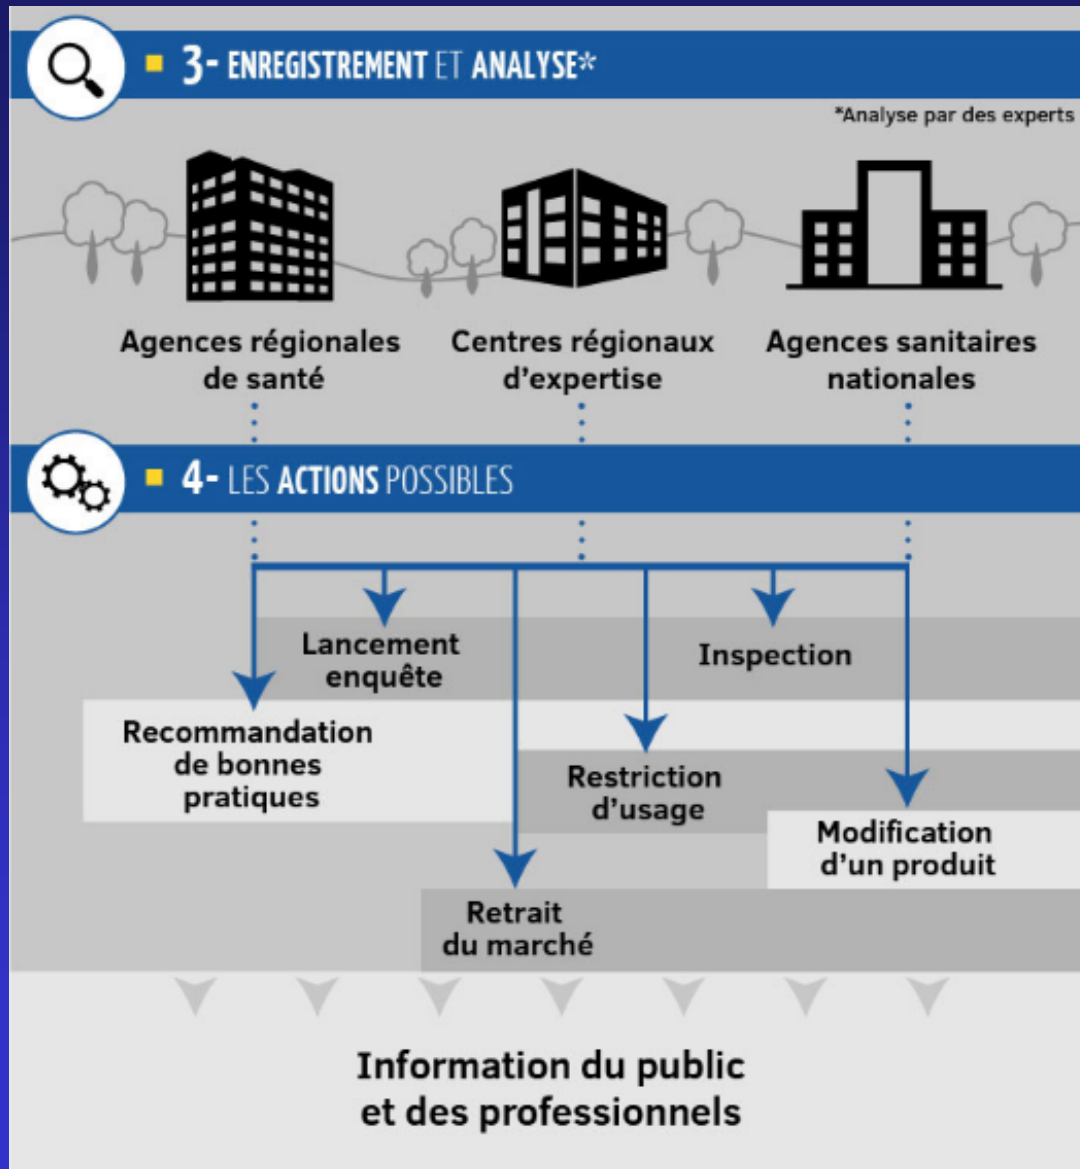 3- ENREGISTREMENT ET ANALYSE*
*Analyse par des experts
Agences régionales
de santé
Centres régionaux
d'expertise
Agences sanitaires
nationales
4- LES ACTIONS POSSIBLES
Lancement
enquête
Inspection
Recommandation
de bonnes
pratiques
Restriction
d'usage
Modification
d'un produit
Retrait
du marché
Information du public
et des professionnels